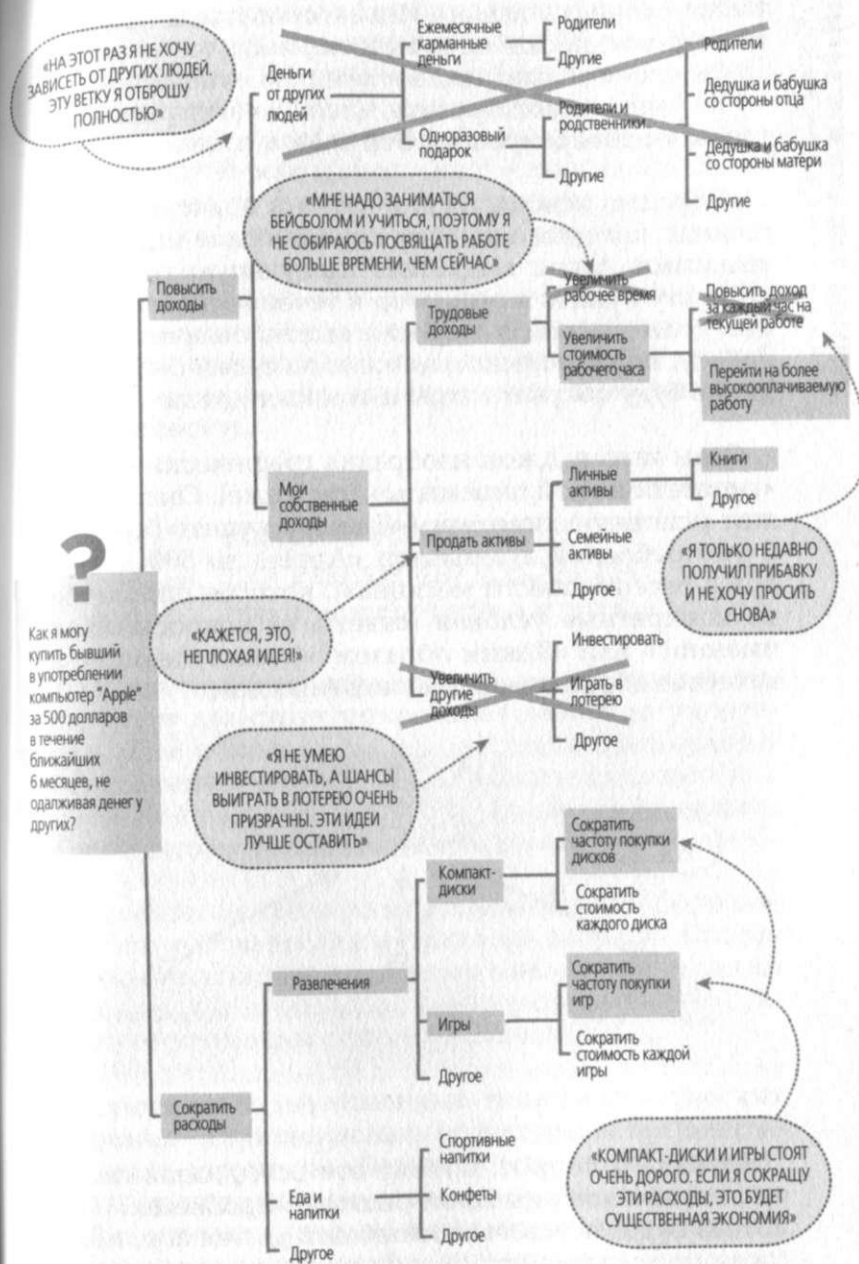 «НА ЭТОТ РАЗ Я НЕ ХОЧУ
ЗАВИСЕТЬ ОТ ДРУГИХ ЛЮДЕЙ.
ЭТУ ВЕТКУ Я ОТБРОШУ
ПОЛНОСТЬЮ»
Деньги
от других
людей
Ежемесячные
карманные
деньги
Родители
Другие
Одноразовый
подарок
Родители и
родственники
Другие
Родители
Дедушка и бабушка
со стороны отца
Дедушка и бабушка
со стороны матери
Другие
«МНЕ НАДО ЗАНИМАТЬСЯ
БЕЙСБОЛОМ И УЧИТЬСЯ, ПОЭТОМУ Я
НЕ СОБИРАЮСЬ ПОСВЯЩАТЬ РАБОТЕ
БОЛЬШЕ ВРЕМЕНИ, ЧЕМ СЕЙЧАС»
Повысить
доходы
Трудовые
доходы
Увеличить
рабочее время
Увеличить
стоимость
рабочего часа
Повысить доход
за каждый час на
текущей работе
Перейти на более
высокооплачиваемую
работу
Мои
собственные
доходы
Продать активы
Личные
активы
Книги
Другое
Семейные
активы
Другое
«Я ТОЛЬКО НЕДАВНО
ПОЛУЧИЛ ПРИБАВКУ
И НЕ ХОЧУ ПРОСИТЬ
СНОВА»
?
Как я могу
купить бывший
в употреблении
компьютер "Apple"
за 500 долларов
в течение
ближайших
6 месяцев, не
одалживая денег у
других?
«КАЖЕТСЯ, ЭТО,
НЕПЛОХАЯ ИДЕЯ!»
Увеличить
другие
доходы
Инвестировать
Играть в
лотерею
Другое
«Я НЕ УМЕЮ
ИНВЕСТИРОВАТЬ, А ШАНСЫ
ВЫИГРАТЬ В ЛОТЕРЕЮ ОЧЕНЬ
ПРИЗРАЧНЫ. ЭТИ ИДЕИ
ЛУЧШЕ ОСТАВИТЬ»
Компакт-
диски
Сократить
частоту покупки
дисков
Сократить
стоимость
каждого диска
Развлечения
Игры
Сократить
частоту покупки
игр
Сократить
стоимость каждой
игры
Другое
Сократить
расходы
Еда и
напитки
Спортивные
напитки
Конфеты
Другое
Другое
«КОМПАКТ-ДИСКИ И ИГРЫ СТОЯТ
ОЧЕНЬ ДОРОГО. ЕСЛИ Я СОКРАЩУ
ЭТИ РАСХОДЫ, ЭТО БУДЕТ
СУЩЕСТВЕННАЯ ЭКОНОМИЯ»